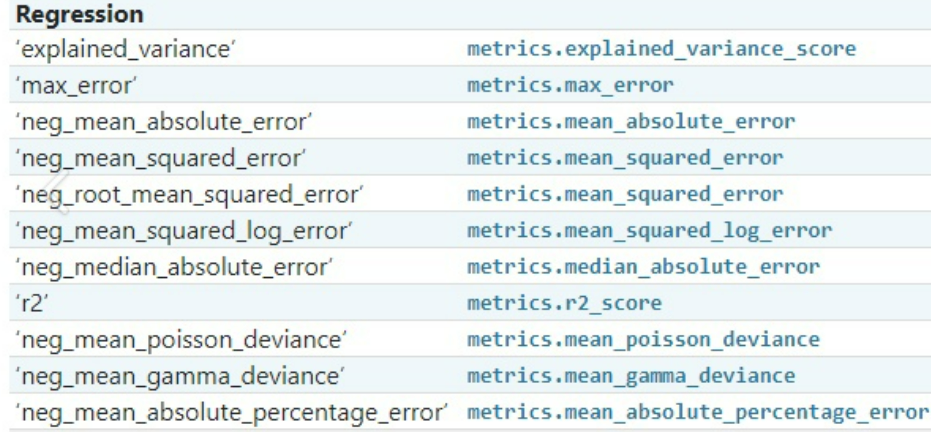 Regression
‘explained_variance’ metrics.explained_variance_score
‘max_error’ metrics.max_error
‘neg_mean_absolute_error’ metrics.mean_absolute_error
‘neg_mean_squared_error’ metrics.mean_squared_error
‘neg_root_mean_squared_error’ metrics.mean_squared_error
‘neg_mean_squared_log_error’ metrics.mean_squared_log_error
‘neg_median_absolute_error’ metrics.median_absolute_error
‘r2’ metrics.r2_score
‘neg_mean_poisson_deviance’ metrics.mean_poisson_deviance
‘neg_mean_gamma_deviance’ metrics.mean_gamma_deviance
‘neg_mean_absolute_percentage_error’ metrics.mean_absolute_percentage_error